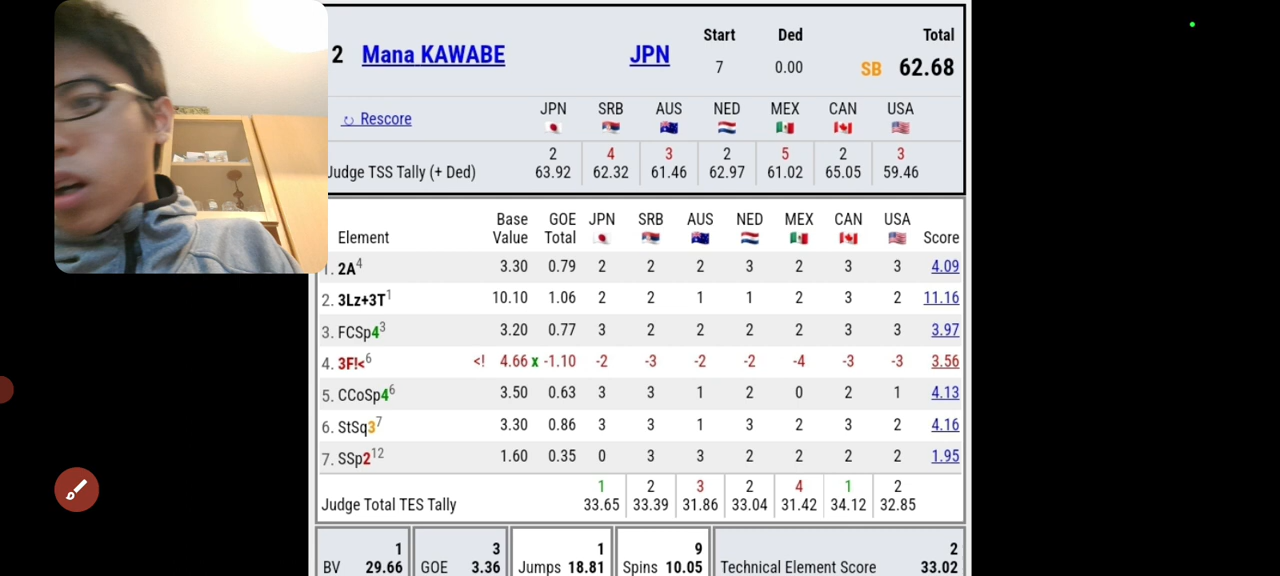 Start Ded Total
2 Mana KAWABE JPN 7 0.00 SB 62.68
↻ Rescore JPN SRB AUS NED MEX CAN USA
2 4 3 2 5 2 3
Judge TSS Tally (+ Ded) 63.92 62.32 61.46 62.97 61.02 65.05 59.46
Base GOE JPN SRB AUS NED MEX CAN USA
Element Value Total Score
1. 2A4 3.30 0.79 2 2 2 3 2 3 3 4.09
2. 3Lz+3T1 10.10 1.06 2 2 1 1 2 3 2 11.16
3. FCSp43 3.20 0.77 3 2 2 2 2 3 3 3.97
4. 3F!<6 <! 4.66 x -1.10 -2 -3 -2 -2 -4 -3 -3 3.56
5. CCoSp46 3.50 0.63 3 3 1 2 0 2 1 4.13
6. StSq37 3.30 0.86 3 3 1 3 2 3 2 4.16
7. SSp212 1.60 0.35 0 3 3 2 2 2 2 1.95
1 2 3 2 4 1 2
Judge Total TES Tally 33.65 33.39 31.86 33.04 31.42 34.12 32.85
1 3 1 9 2
BV 29.66 GOE 3.36 Jumps 18.81 Spins 10.05 Technical Element Score 33.02